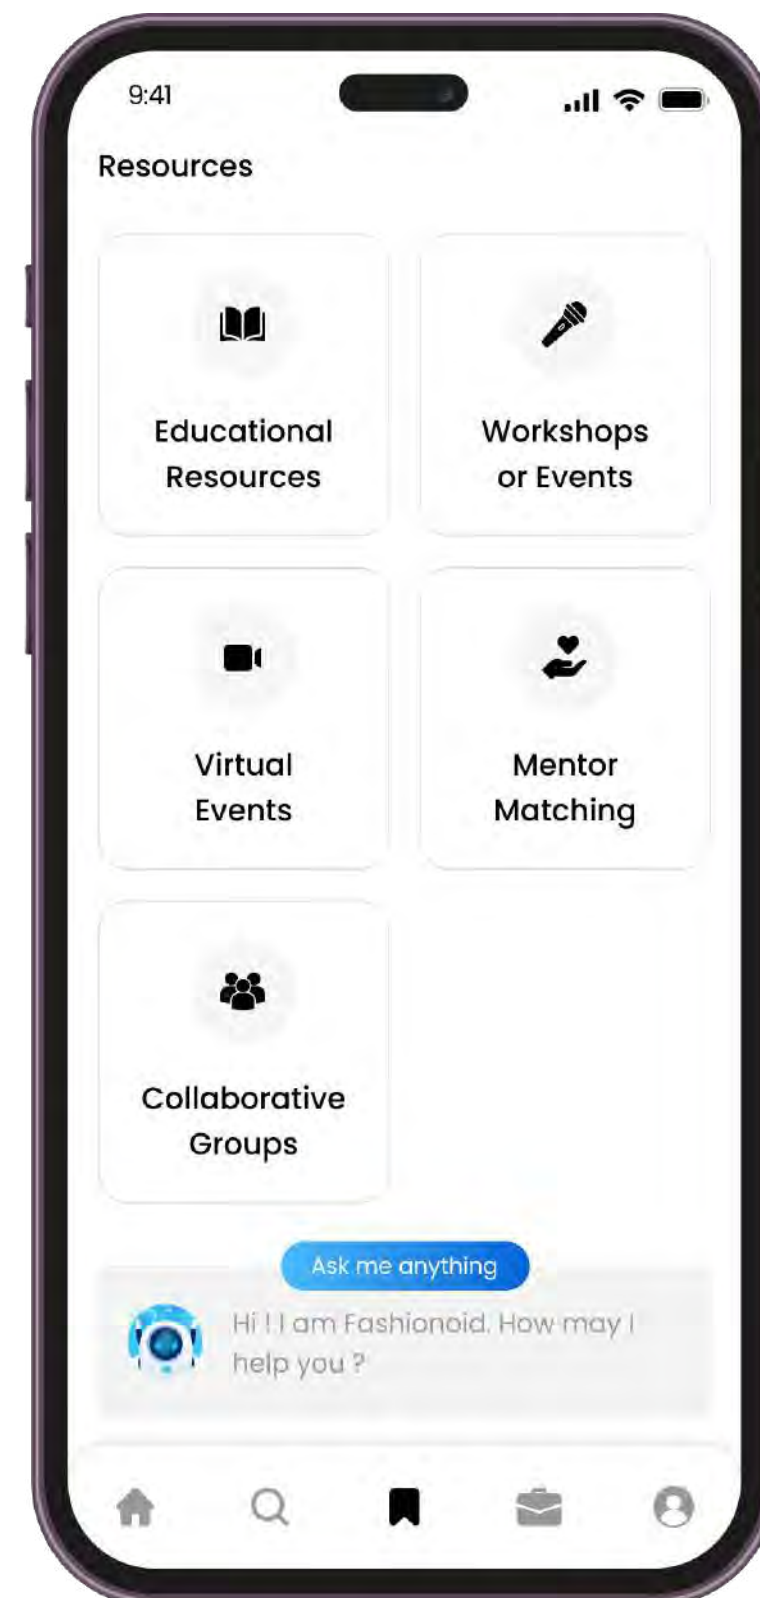 9:41
Resources
Educational
Resources
Workshops
or Events
Virtual
Events
Mentor
Matching
Collaborative
Groups
Ask me anything
Hi ! I am Fashionoid. How may I
help you ?